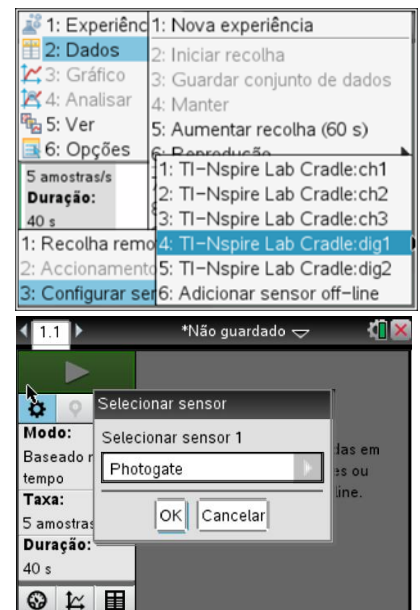 1: Experiênc
2: Dados
3: Gráfico
4: Analisar
5: Ver
6: Opções
1: Nova experiência
2: Iniciar recolha
3: Guardar conjunto de dados
4: Manter
5: Aumentar recolha (60 s)
6: Reprodução
5 amostras/s
Duração:
40 s
1: Recolha remo
2: Accionamento
3: Configurar ser
1: TI-Nspire Lab Cradle:ch1
2: TI-Nspire Lab Cradle:ch2
3: TI-Nspire Lab Cradle:ch3
4: TI-Nspire Lab Cradle:dig1
5: TI-Nspire Lab Cradle:dig2
6: Adicionar sensor off-line
1.1 *Não guardado
Selecionar sensor
Selecionar sensor 1
Photogate
OK Cancelar
Modo:
Baseado
tempo
Taxa:
5 amostras
Duração:
40 s
das em
es ou
line.